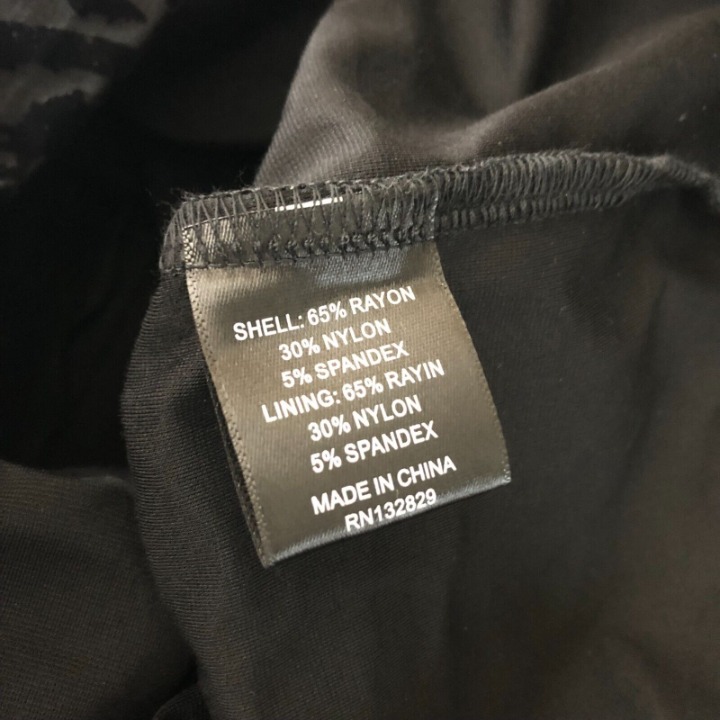 SHELL: 65% RAYON
30% NYLON
5% SPANDEX
LINING: 65% RAYIN
30% NYLON
5% SPANDEX
MADE IN CHINA
RN132829